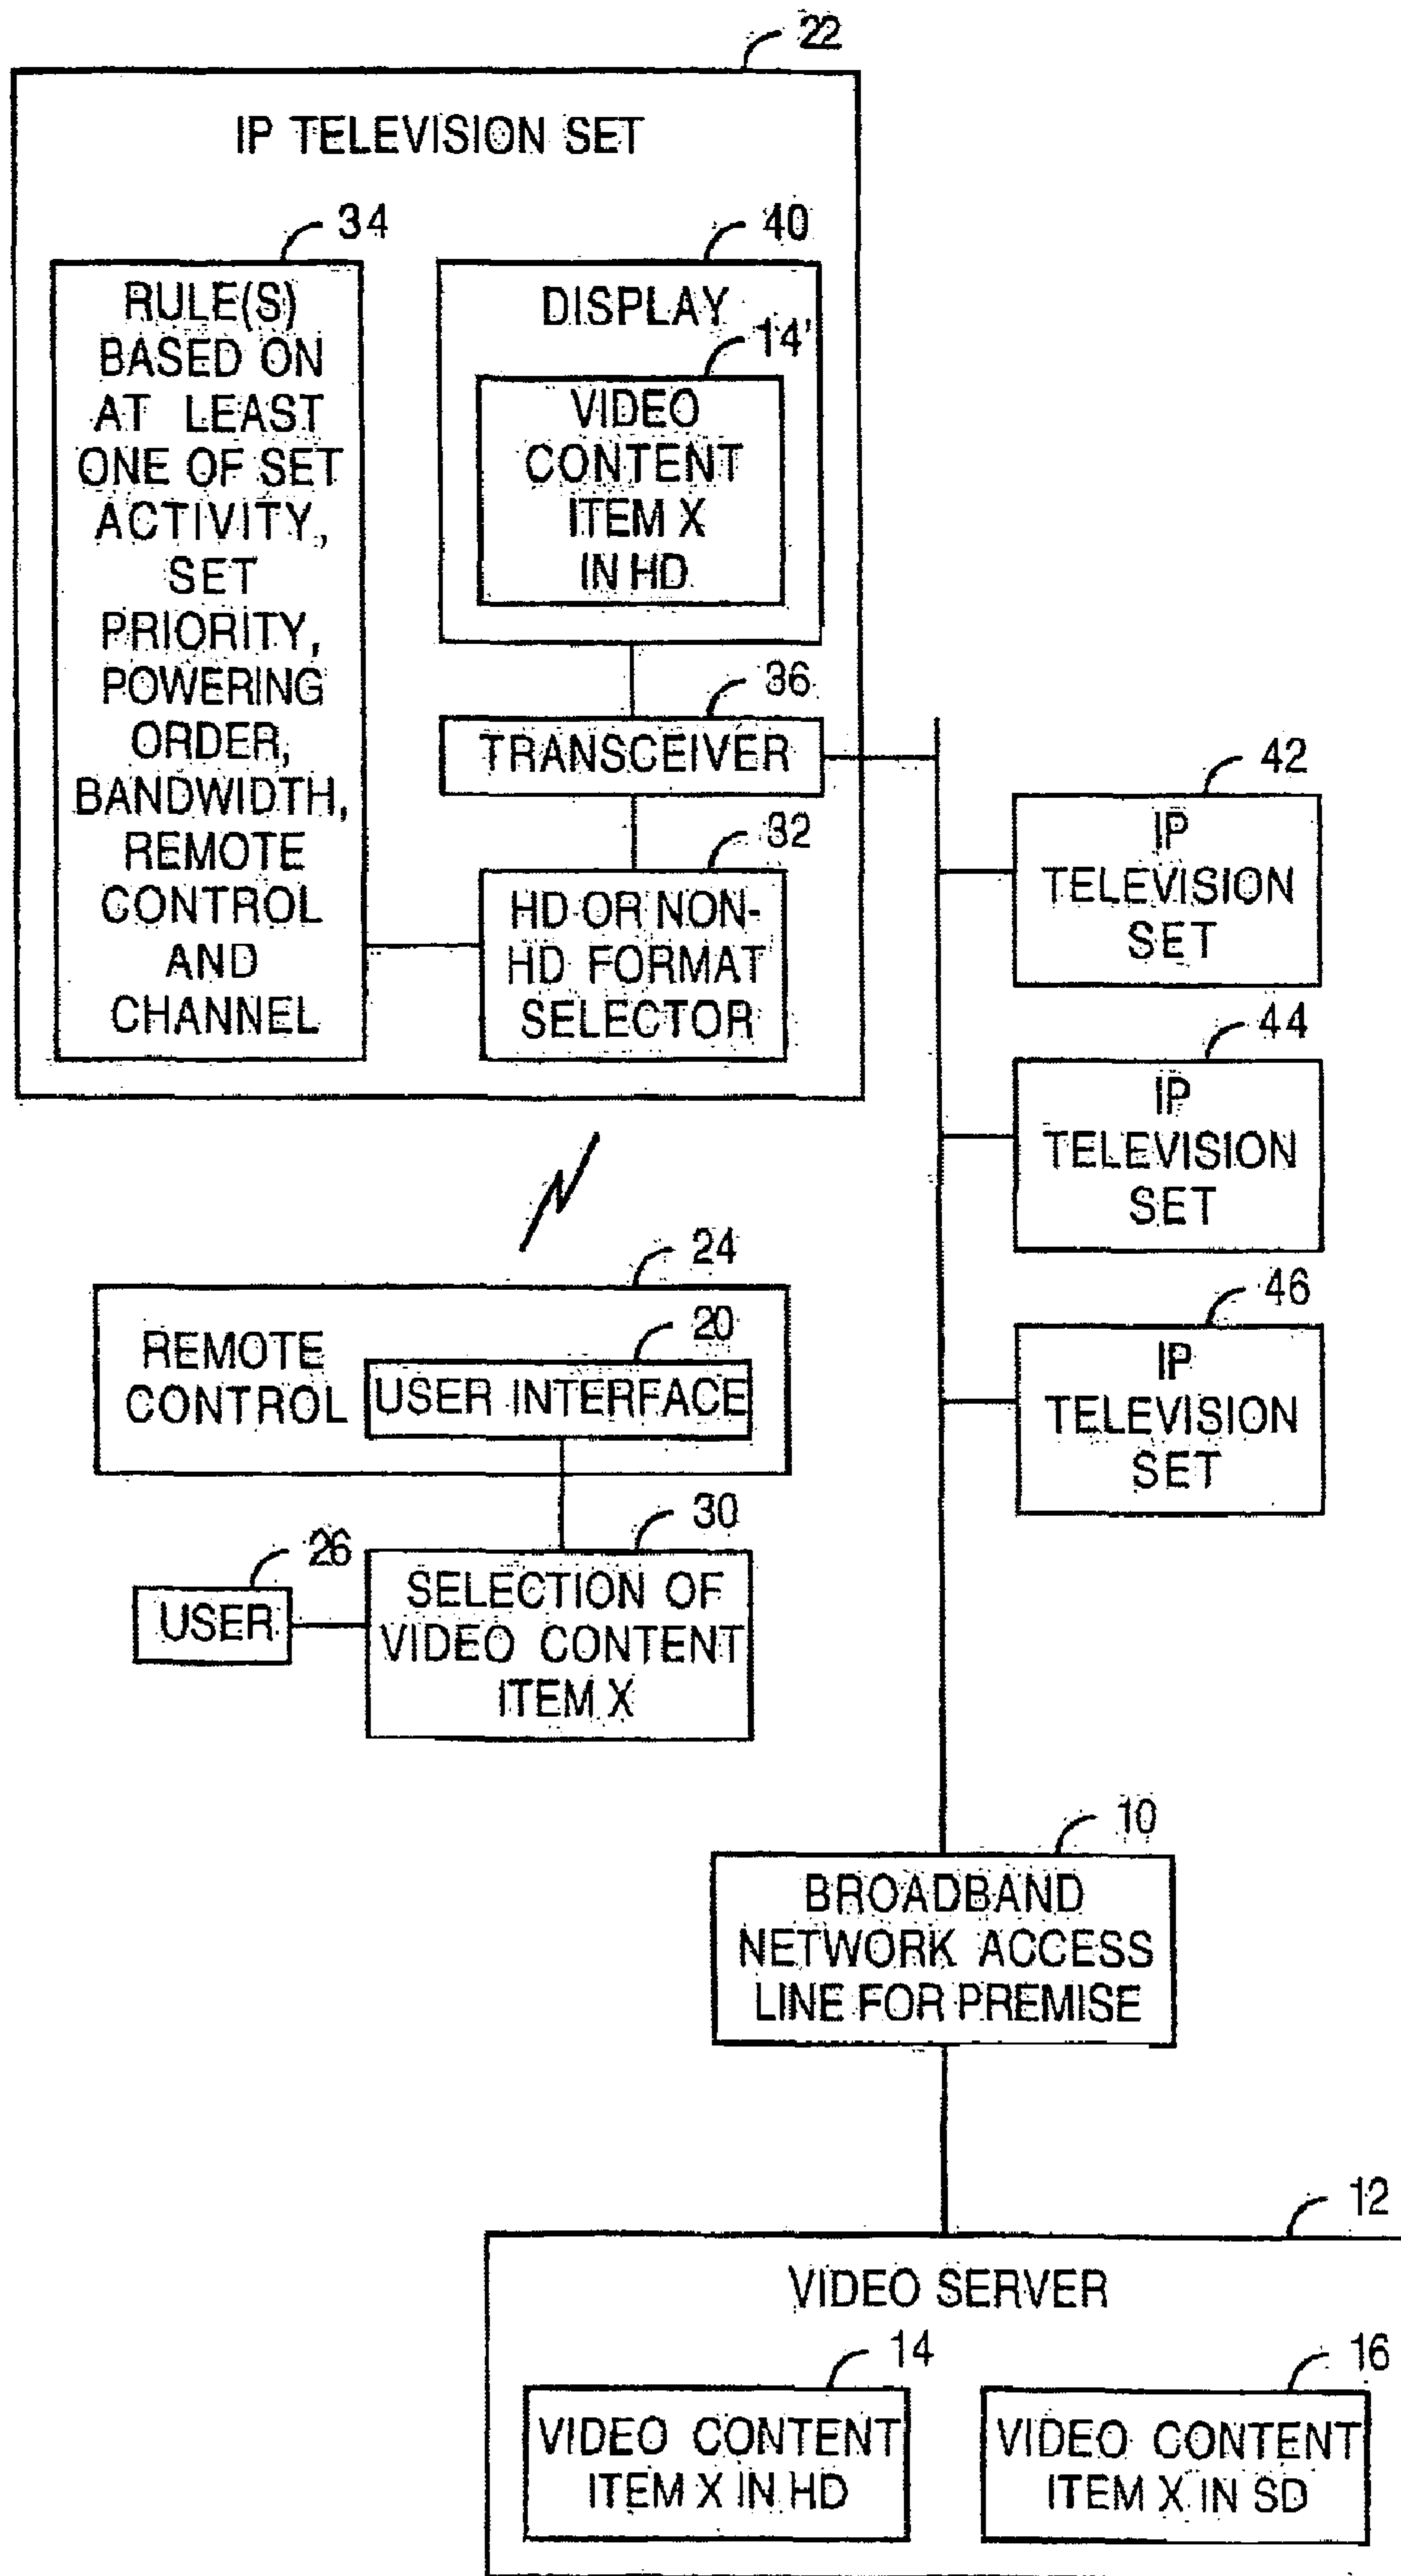 22
IP TELEVISION SET
34
RULE(S)
BASED ON
AT LEAST
ONE OF SET
ACTIVITY,
SET
PRIORITY,
POWERING
ORDER,
BANDWIDTH,
REMOTE
CONTROL
AND
CHANNEL
40
DISPLAY
14'
VIDEO
CONTENT
ITEM X
IN HD
36
TRANSCEIVER
32
HD OR NON-
HD FORMAT
SELECTOR
42
IP
TELEVISION
SET
44
IP
TELEVISION
SET
46
IP
TELEVISION
SET
24
REMOTE
CONTROL
20
USER INTERFACE
26
USER
30
SELECTION OF
VIDEO CONTENT
ITEM X
10
BROADBAND
NETWORK ACCESS
LINE FOR PREMISE
12
VIDEO SERVER
14
VIDEO CONTENT
ITEM X IN HD
16
VIDEO CONTENT
ITEM X IN SD